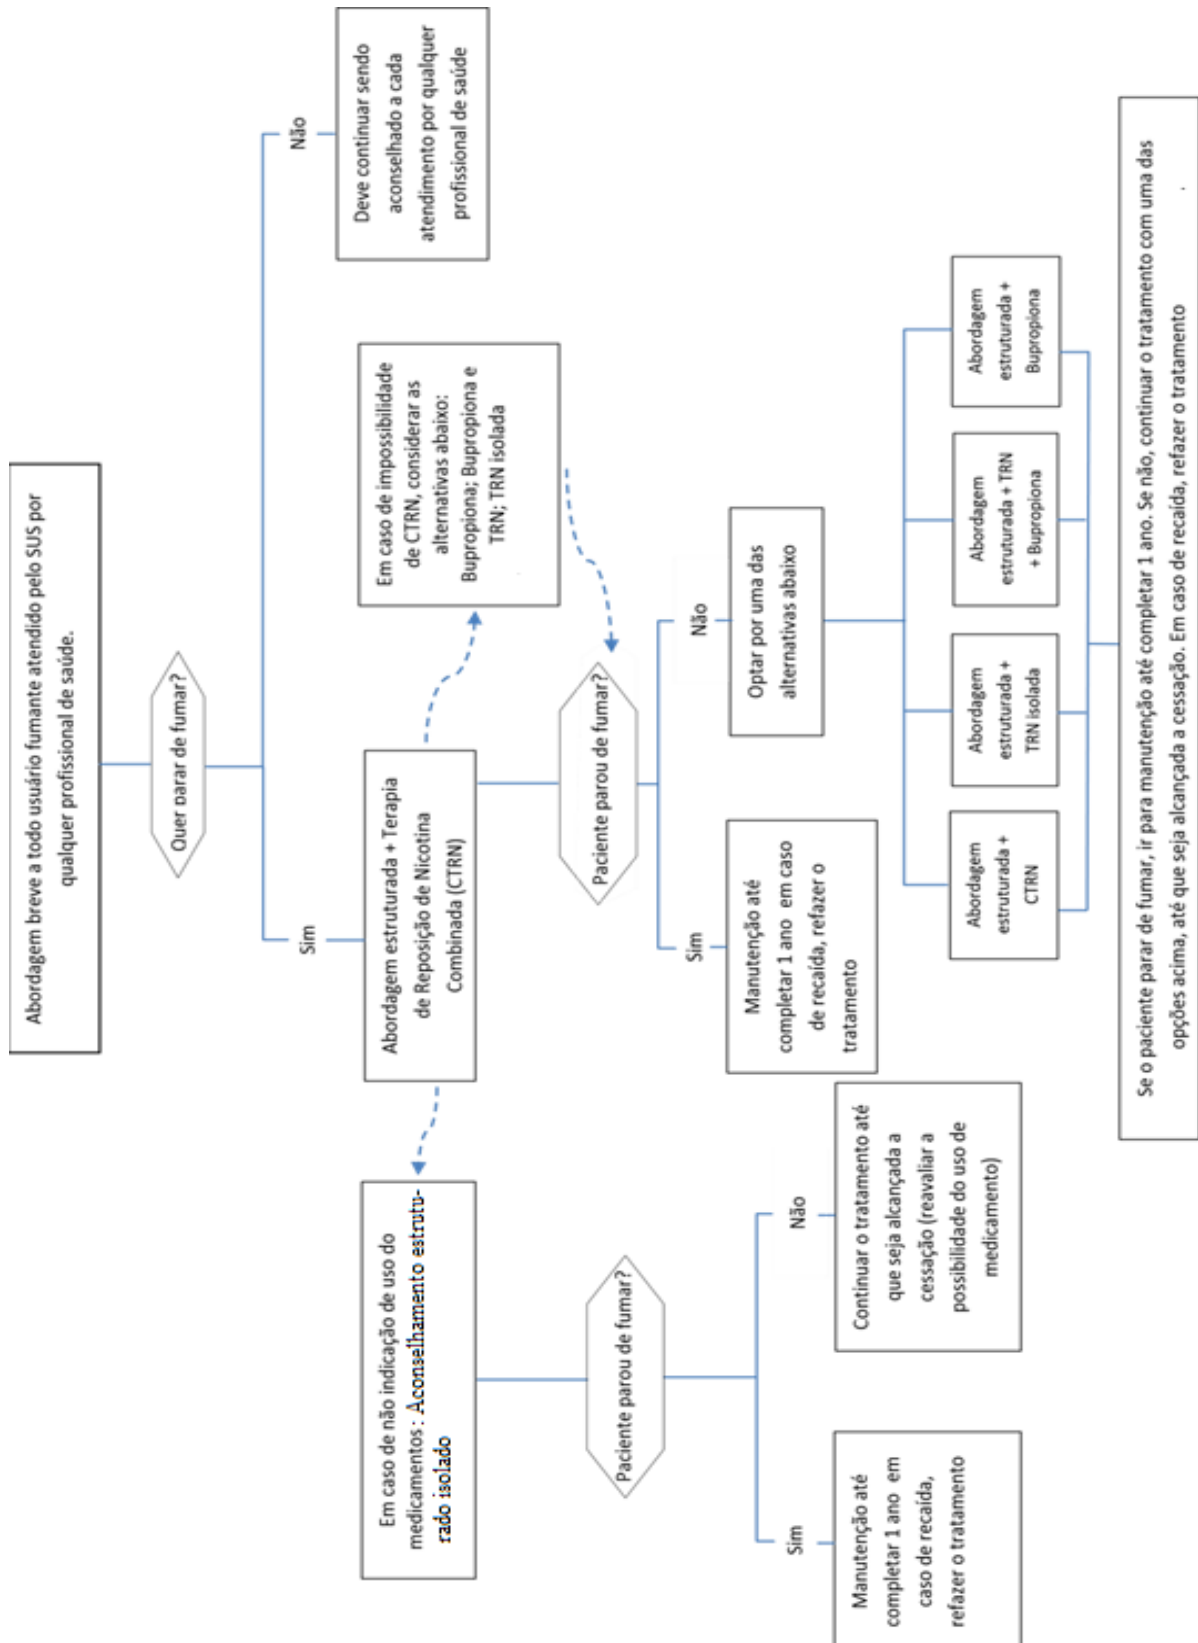 Abordagem breve a todo usuário fumante atendido pelo SUS por
qualquer profissional de saúde.
Quer parar de fumar?
Sim
Não
Deve continuar sendo
aconselhado a cada
atendimento por qualquer
profissional de saúde
Abordagem estruturada + Terapia
de Reposição de Nicotina
Combinada (CTRN)
Em caso de impossibilidade
de CTRN, considerar as
alternativas abaixo:
Bupropiona; Bupropiona e
TRN; TRN isolada
Em caso de não indicação de uso do
medicamentos : Aconselhamento estrutu-
rado isolado
Paciente parou de fumar?
Sim
Não
Manutenção até
completar 1 ano em
caso de recaída,
refazer o tratamento
Continuar o tratamento até
que seja alcançada a
cessação (reavaliar a
possibilidade do uso de
medicamento)
Paciente parou de fumar?
Sim
Não
Manutenção até
completar 1 ano em caso
de recaída, refazer o
tratamento
Optar por uma das
alternativas abaixo
Abordagem
estruturada +
CTRN
Abordagem
estruturada +
TRN isolada
Abordagem
estruturada + TRN
+ Bupropiona
Abordagem
estruturada +
Bupropiona
Se o paciente parar de fumar, ir para manutenção até completar 1 ano. Se não, continuar o tratamento com uma das
opções acima, até que seja alcançada a cessação. Em caso de recaída, refazer o tratamento